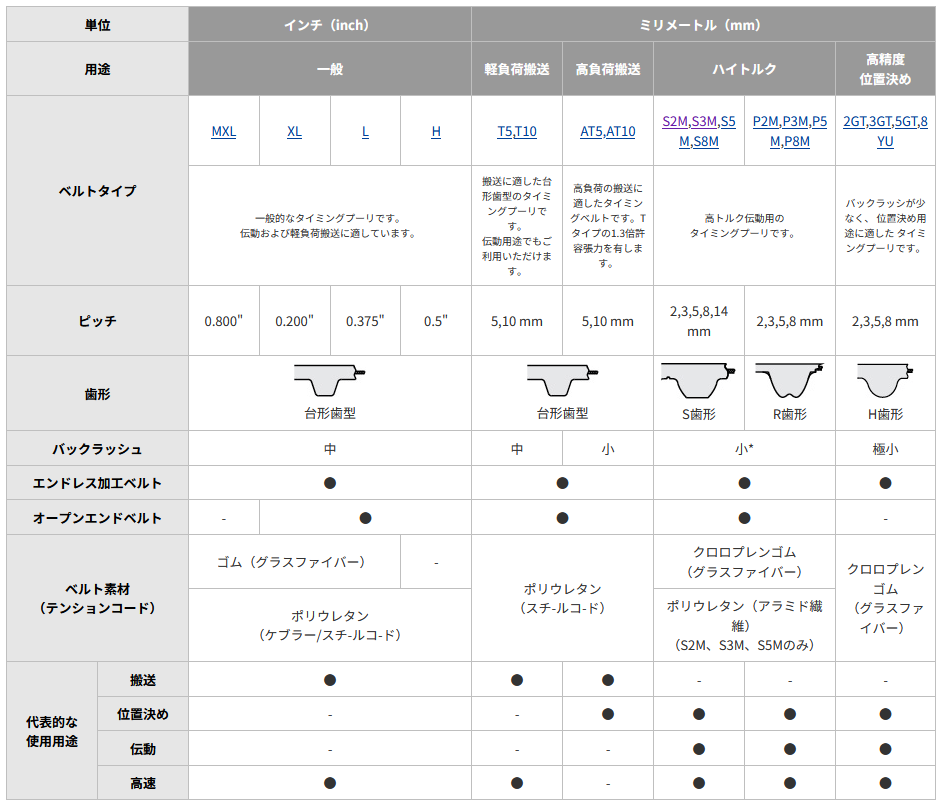 単位 インチ（inch） ミリメートル（mm）
用途 一般 軽負荷搬送 高負荷搬送 ハイトルク 高精度
位置決め
ベルトタイプ
MXL XL L H T5,T10 AT5,AT10 S2M,S3M,S5 P2M,P3M,P5 2GT,3GT,5GT,8
M,S8M M,P8M YU
一般的なタイミングプーリです。
伝動および軽負荷搬送に適しています。
搬送に適した台
形歯型のタイミ
ングプーリで
す。
伝動用途でもご
利用いただけま
す。
高負荷の搬送に
適したタイミン
グベルトです。T
タイプの1.3倍許
容張力を有しま
す。
高トルク伝動用の
タイミングプーリです。
バックラッシが少
なく、 位置決め用
途に適した タイミ
ングプーリです。
ピッチ 0.800" 0.200" 0.375" 0.5" 5,10 mm 5,10 mm 2,3,5,8,14
mm
2,3,5,8 mm 2,3,5,8 mm
歯形 台形歯型 台形歯型 S歯形 R歯形 H歯形
バックラッシュ 中 中 小 小* 極小
エンドレス加工ベルト ● ● ● ●
オープンエンドベルト - ● ● ● -
ベルト素材
（テンションコード）
ゴム（グラスファイバー） -
ポリウレタン
（ケブラー/スチ-ルコ-ド）
ポリウレタン
（スチ-ルコ-ド）
クロロプレンゴム
（グラスファイバー）
ポリウレタン（アラミド繊
維）
（S2M、S3M、S5Mのみ）
クロロプレン
ゴム
（グラスファ
イバー）
代表的な
使用用途
搬送 ● ● ● - - -
位置決め - - ● ● ● ●
伝動 - - - ● ● ●
高速 ● ● - ● ● ●